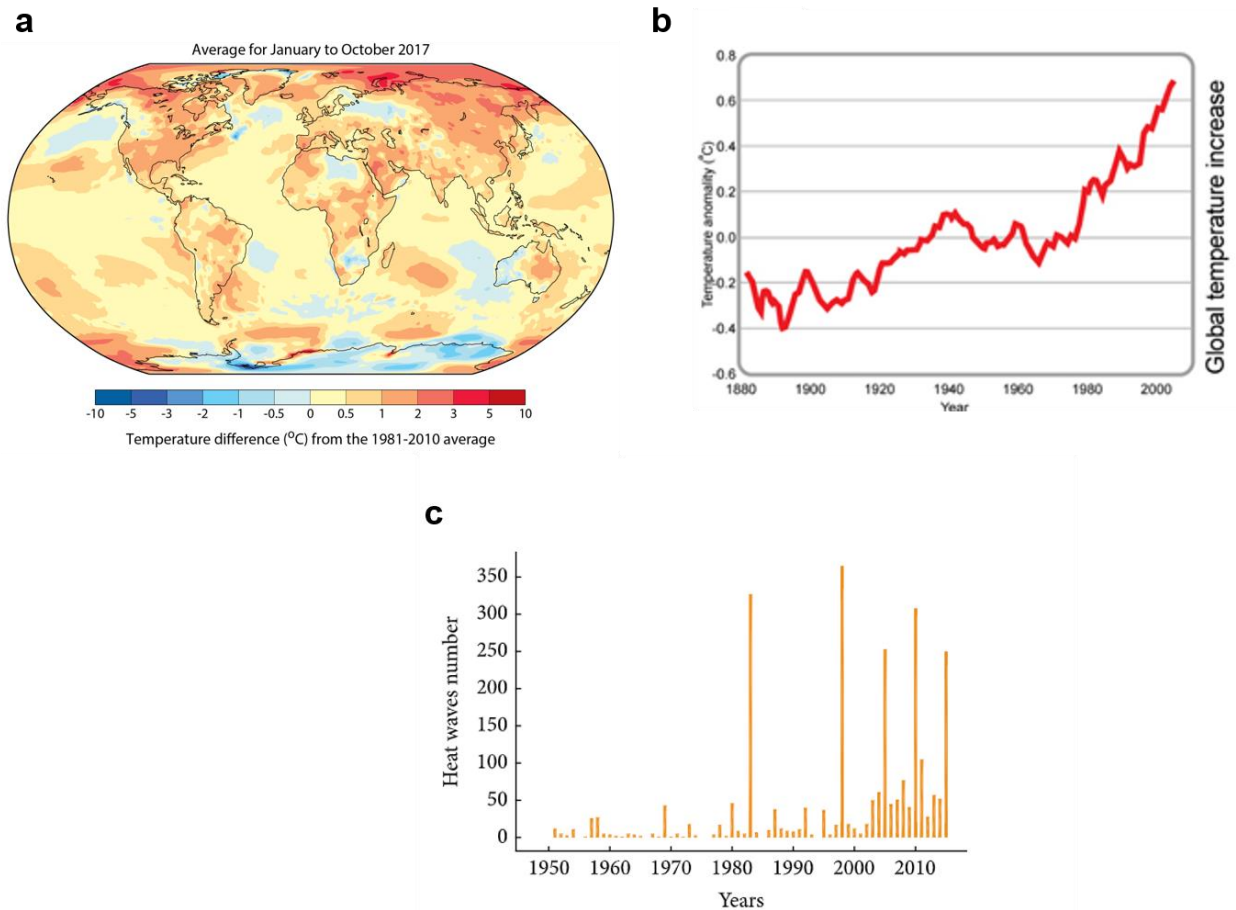 a
Average for January to October 2017
-10 -5 -3 -2 -1 -0.5 0 0.5 1 2 3 5 10
Temperature difference (ºC) from the 1981-2010 average
b
0.8
0.6
0.4
0.2
0.0
-0.2
-0.4
-0.6
Temperature anomality (°C)
1880 1900 1920 1940 1960 1980 2000
Year
Global temperature increase
c
350
300
250
200
150
100
50
0
Heat waves number
1950 1960 1970 1980 1990 2000 2010
Years